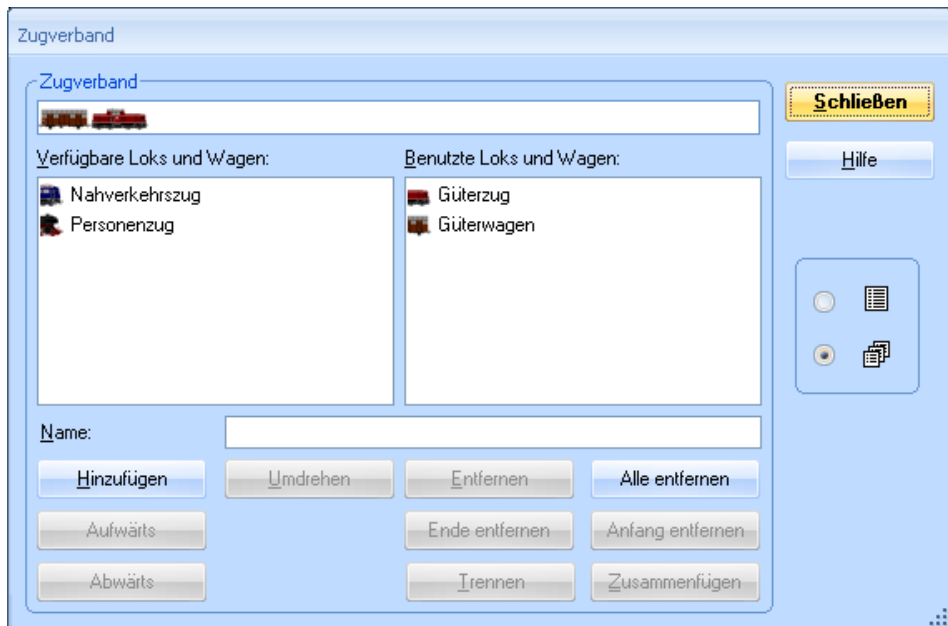 Zugverband
Zugverband
Verfügbare Loks und Wagen:
Nahverkehrszug
Personenzug
Benutzte Loks und Wagen:
Güterzug
Güterwagen
Name:
Hinzufügen
Umdrehen
Entfernen
Alle entfernen
Aufwärts
Ende entfernen
Anfang entfernen
Abwärts
Trennen
Zusammenfügen
Schließen
Hilfe